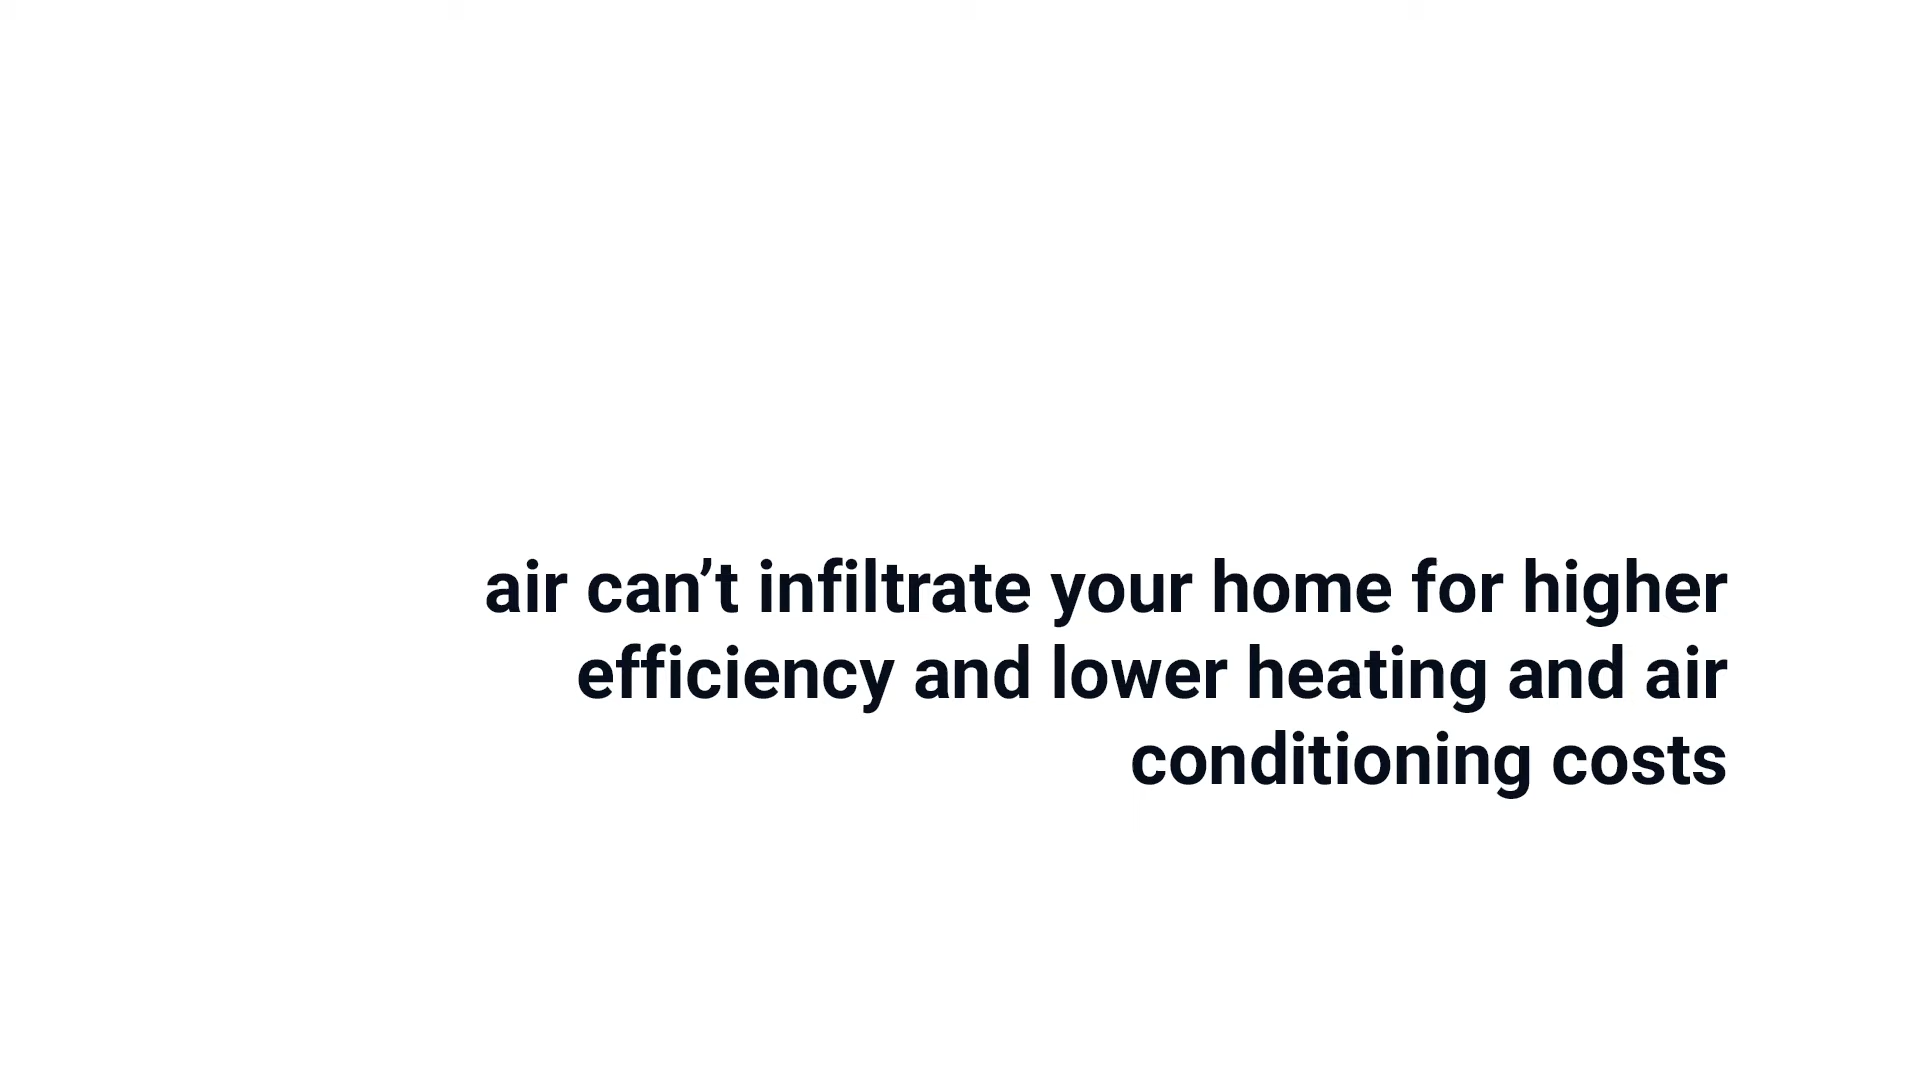 air can’t infiltrate your home for higher
efficiency and lower heating and air
conditioning costs